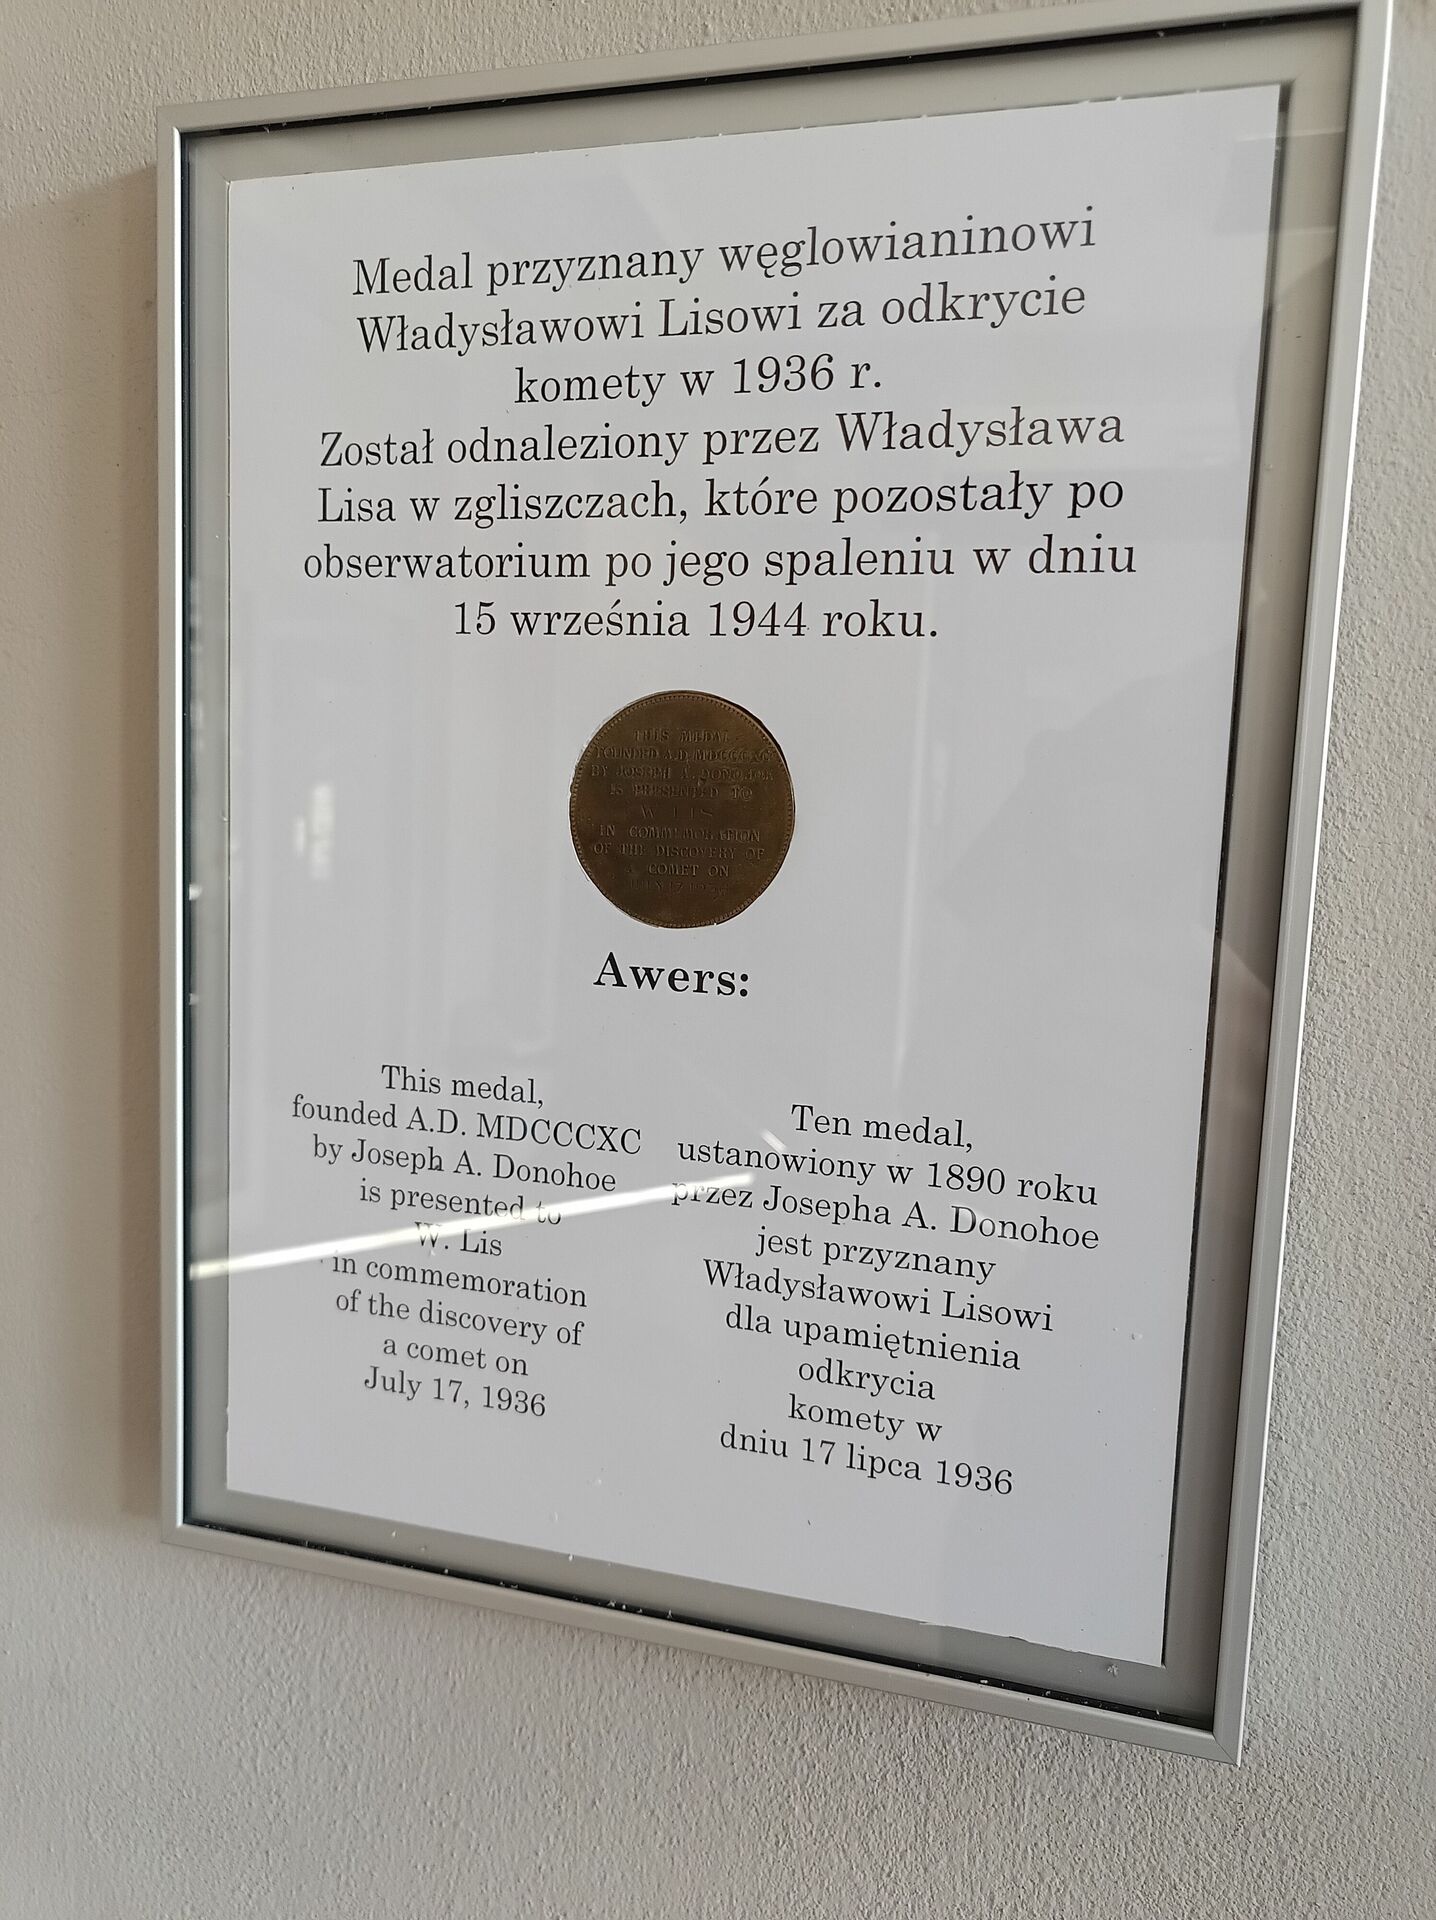 Medal przyznany węglowianinowi
Władysławowi Lisowi za odkrycie
komety w 1936 r.
Został odnaleziony przez Władysława
Lisa w zgliszczach, które pozostały po
obserwatorium po jego spaleniu w dniu
15 września 1944 roku.
THIS MEDAL
FOUNDED A.D. MDCCCXC
BY JOSEPH A. DONOHOE
IS PRESENTED TO
W LIS
IN COMMEMORATION
OF THE DISCOVERY OF
A COMET ON
JULY 17 1936
Awers:
This medal,
founded A.D. MDCCCXC
by Joseph A. Donohoe
is presented to
W. Lis
in commemoration
of the discovery of
a comet on
July 17, 1936
Ten medal,
ustanowiony w 1890 roku
przez Josepha A. Donohoe
jest przyznany
Władysławowi Lisowi
dla upamiętnienia
odkrycia
komety w
dniu 17 lipca 1936